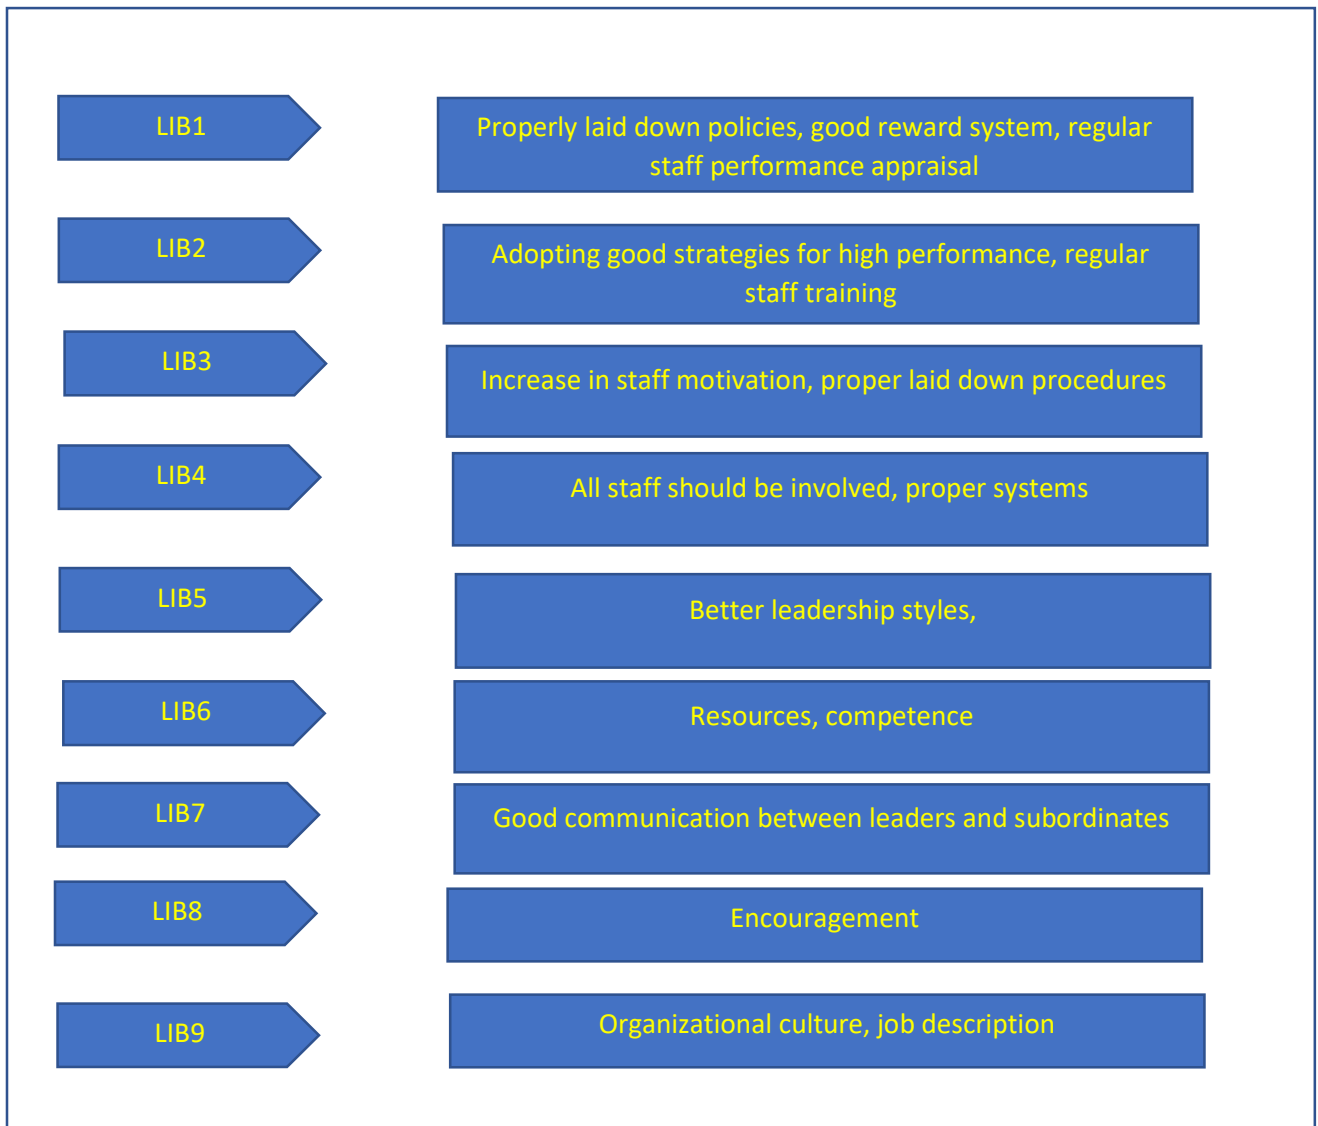 LIB1
Properly laid down policies, good reward system, regular
staff performance appraisal
LIB2
Adopting good strategies for high performance, regular
staff training
LIB3
Increase in staff motivation, proper laid down procedures
LIB4
All staff should be involved, proper systems
LIB5
Better leadership styles,
LIB6
Resources, competence
LIB7
Good communication between leaders and subordinates
LIB8
Encouragement
LIB9
Organizational culture, job description